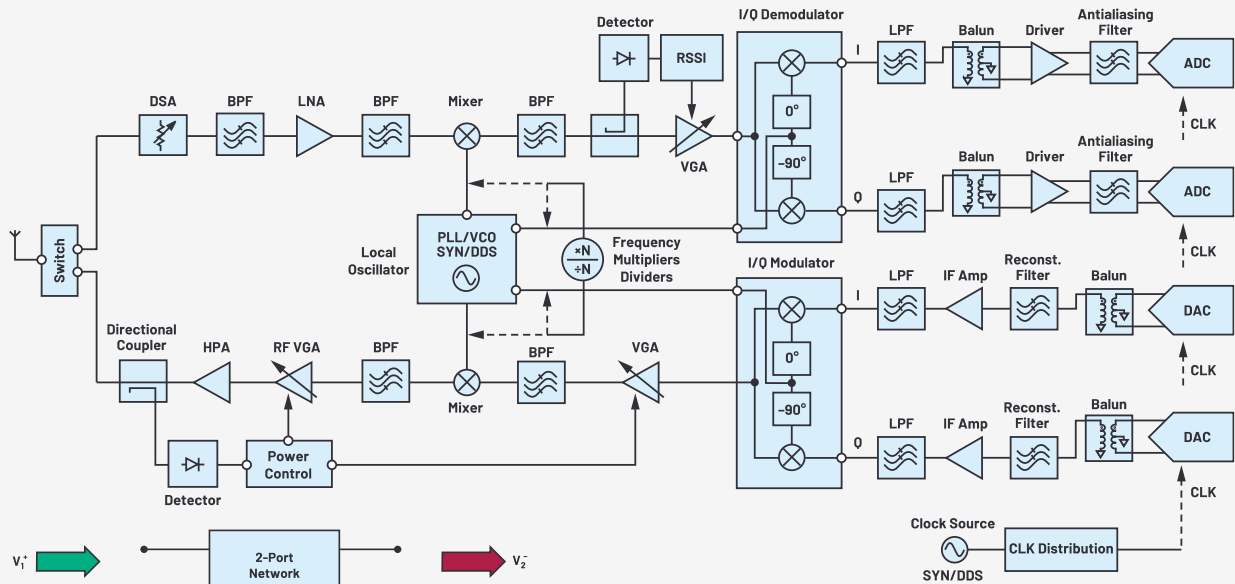 I/Q Demodulator
Detector
RSSI
LPF
Balun
Driver
Antialiasing
Filter
I
ADC
CLK
DSA
BPF
LNA
BPF
Mixer
BPF
VGA
0°
-90°
LPF
Balun
Driver
Antialiasing
Filter
Q
ADC
CLK
Switch
Local
Oscillator
PLL/VCO
SYN/DDS
×N
÷N
Frequency
Multipliers
Dividers
I/Q Modulator
LPF
IF Amp
Reconst.
Filter
Balun
I
DAC
CLK
Directional
Coupler
HPA
RF VGA
BPF
Mixer
BPF
VGA
0°
-90°
LPF
IF Amp
Reconst.
Filter
Balun
Q
DAC
CLK
Detector
Power
Control
Clock Source
SYN/DDS
CLK Distribution
V₁⁺
2-Port
Network
V₂⁻